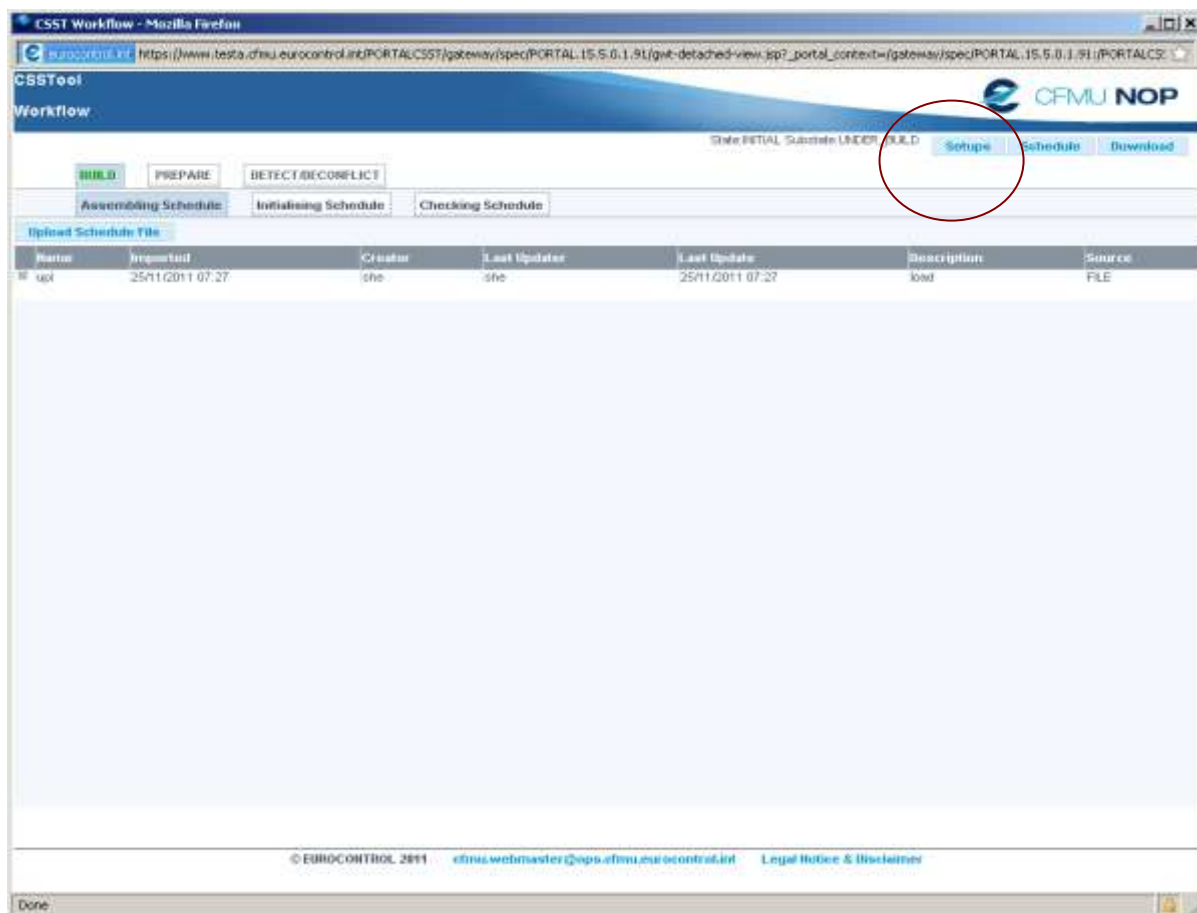 CSST Workflow - Mozilla Firefox
eurocontrol.int https://www.testa.cfmu.eurocontrol.int/PORTALCSST/gateway/spec/PORTAL.15.5.0.1.91/gwt-detached-view.jsp?_portal_context=/gateway/spec/PORTAL.15.5.0.1.91:/PORTALCS
CSSTool
Workflow
CFMU NOP
State INITIAL Substate UNDER_BUILD
Setups Schedule Download
BUILD PREPARE DETECT/DECONFLICT
Assembling Schedule Initialising Schedule Checking Schedule
Upload Schedule File
Name Imported Creator Last Updater Last Update Description Source
upl 25/11/2011 07:27 she she 25/11/2011 07:27 load FILE
© EUROCONTROL 2011 cfmu.webmaster@ops.cfmu.eurocontrol.int Legal Notice & Disclaimer
Done